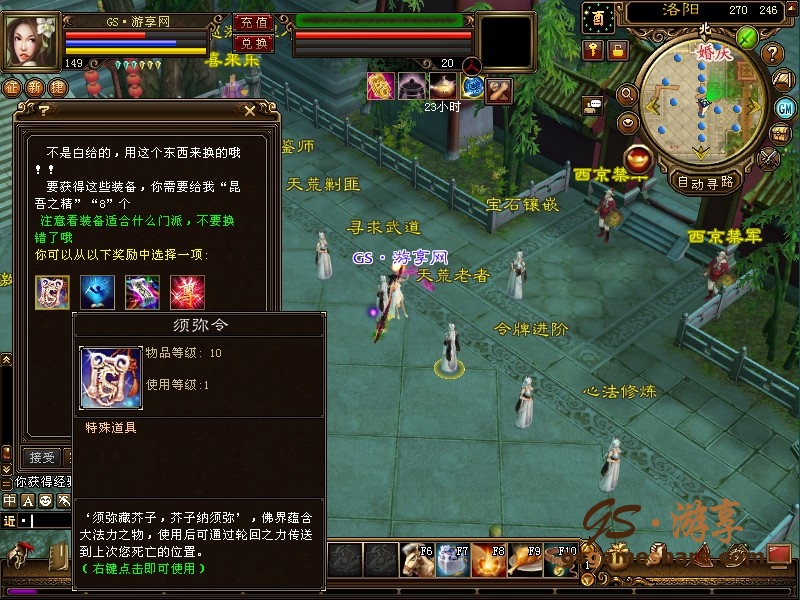 GS·游享网
充值
兑换
149
20
喜来乐
23小时
酉
洛阳
270 246
北
婚庆
GM
自动寻路
征
新
捷
?
不是白给的，用这个东西来换的哦
！！
要获得这些装备，你需要给我“昆
吾之精”“8”个
注意看装备适合什么门派，不要换
错了哦
你可以从以下奖励中选择一项:
须弥令
物品等级: 10
使用等级:1
特殊道具
‘须弥藏芥子，芥子纳须弥’，佛界蕴含
大法力之物，使用后可通过轮回之力传送
到上次您死亡的位置。
(右键点击即可使用)
接受
你获得经验
中
A
近
鉴师
天荒剿匪
寻求武道
GS·游享网
天荒老者
宝石镶嵌
西京禁军
西京禁军
令牌进阶
心法修炼
GS·游享
F6
F7
F8
F9
F10
1